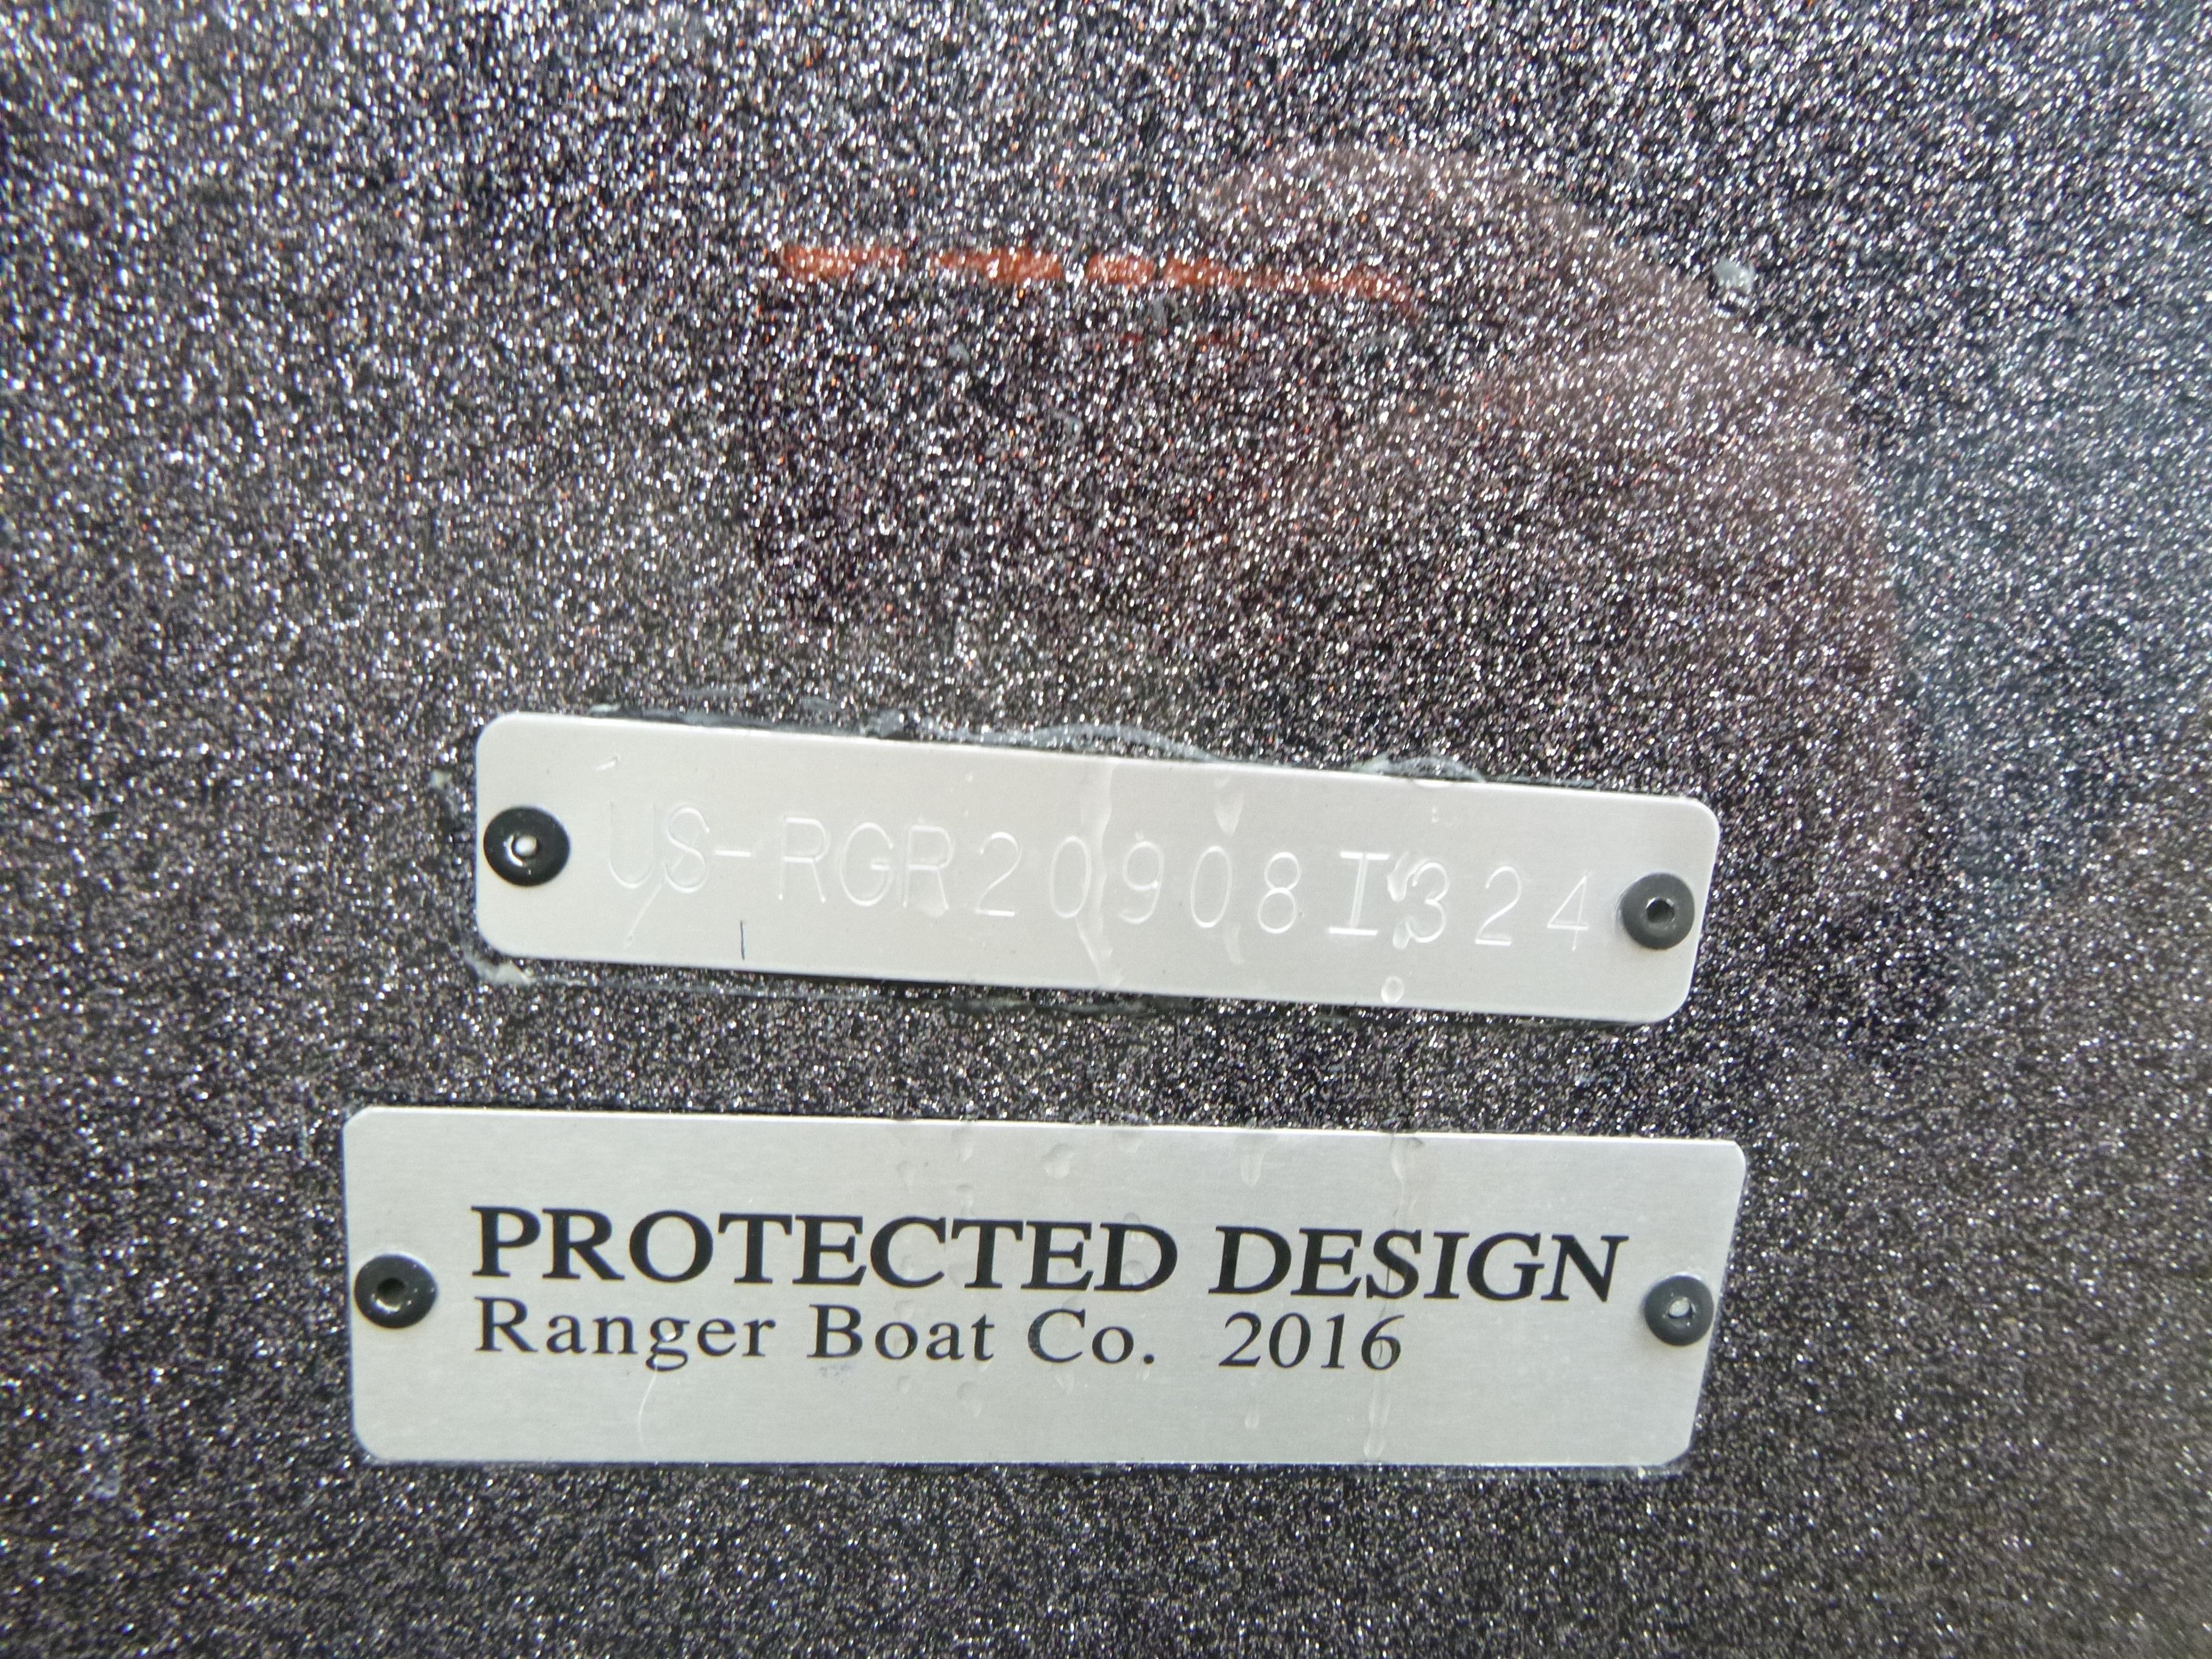 US-RGR20908I324
PROTECTED DESIGN
Ranger Boat Co. 2016